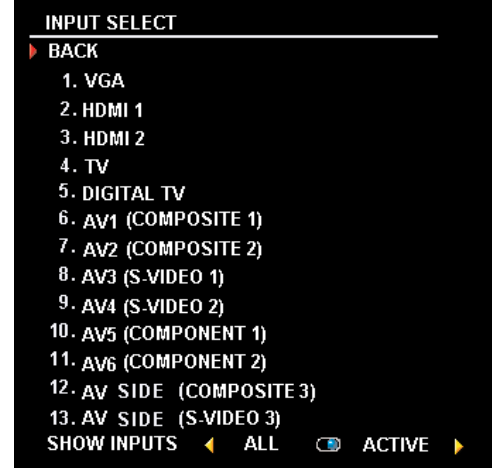 INPUT SELECT
BACK
1. VGA
2. HDMI 1
3. HDMI 2
4. TV
5. DIGITAL TV
6. AV1 (COMPOSITE 1)
7. AV2 (COMPOSITE 2)
8. AV3 (S-VIDEO 1)
9. AV4 (S-VIDEO 2)
10. AV5 (COMPONENT 1)
11. AV6 (COMPONENT 2)
12. AV SIDE (COMPOSITE 3)
13. AV SIDE (S-VIDEO 3)
SHOW INPUTS ALL ACTIVE